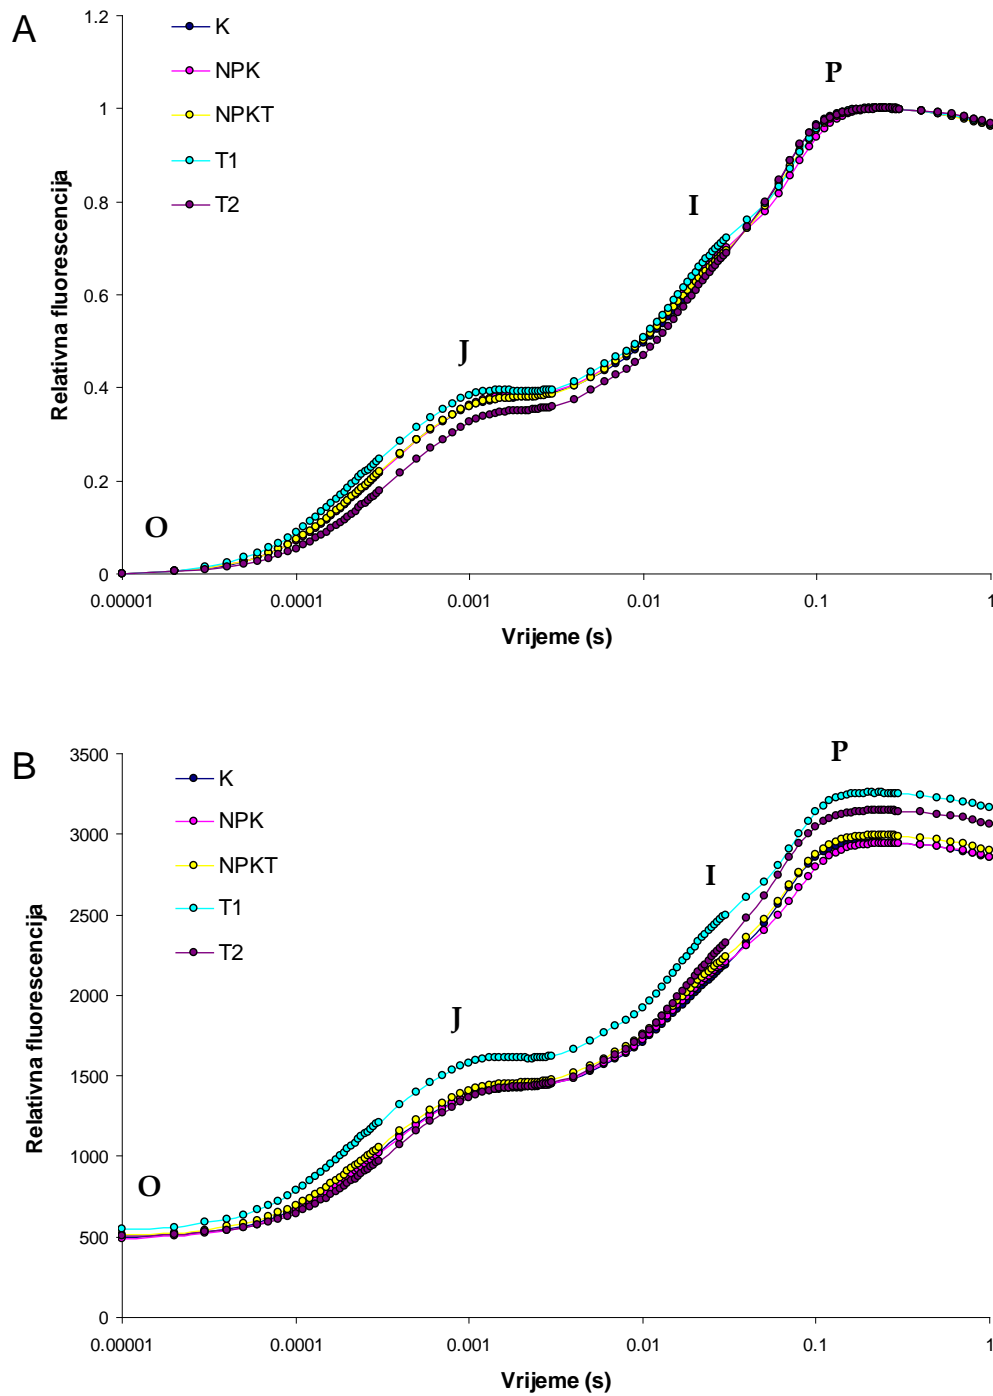 A
K
NPK
NPKT
T1
T2
O
J
I
P
Relativna fluorescencija
1.2
1
0.8
0.6
0.4
0.2
0
0.00001 0.0001 0.001 0.01 0.1 1
Vrijeme (s)
B
K
NPK
NPKT
T1
T2
O
J
I
P
Relativna fluorescencija
3500
3000
2500
2000
1500
1000
500
0
0.00001 0.0001 0.001 0.01 0.1 1
Vrijeme (s)